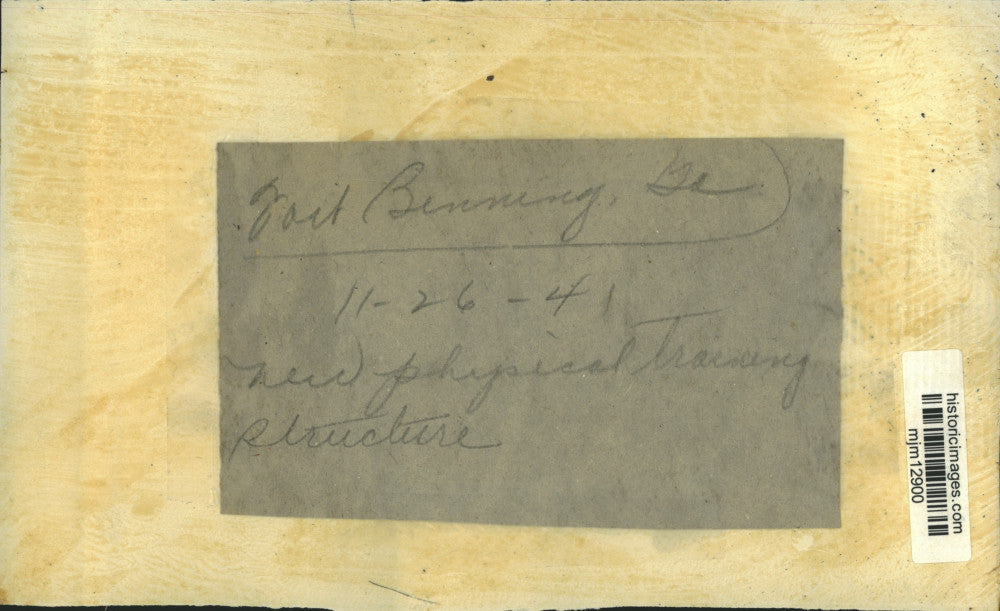 Fort Benning, Ga
11-26-41
new physical training
structure
historicimages.com
mjm12900